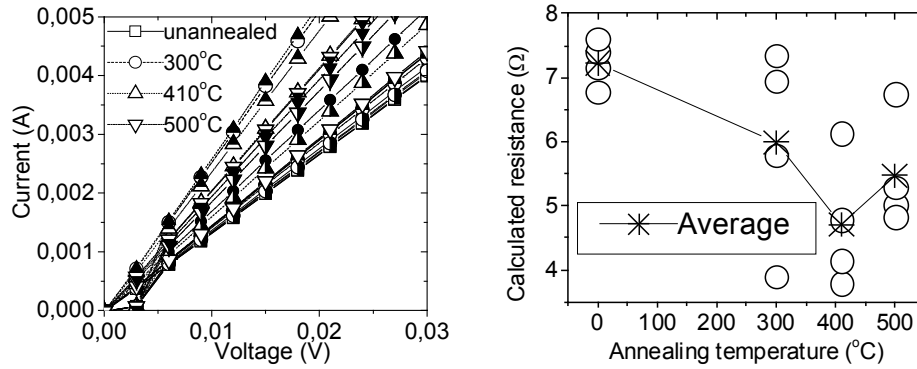 0,005
0,004
0,003
0,002
0,001
0,000
Current (A)
unannealed
300°C
410°C
500°C
0,00
0,01
0,02
0,03
Voltage (V)
8
7
6
5
4
Calculated resistance (Ω)
Average
0
100
200
300
400
500
Annealing temperature (°C)